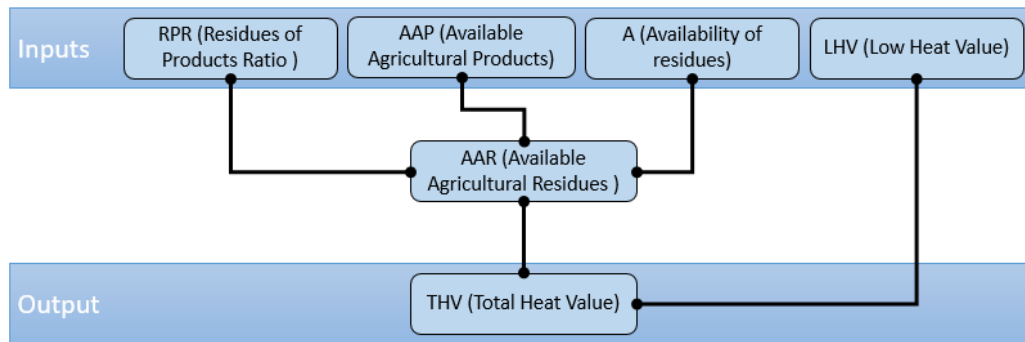 Inputs
RPR (Residues of
Products Ratio )
AAP (Available
Agricultural Products)
A (Availability of
residues)
LHV (Low Heat Value)
AAR (Available
Agricultural Residues )
Output
THV (Total Heat Value)